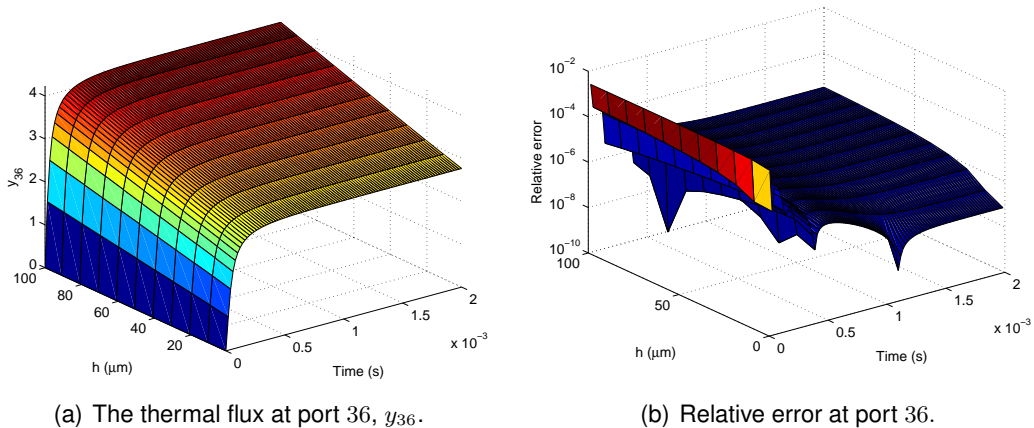 4
3
2
1
0
y36
100
80
60
40
20
h (μm)
0
0.5
1
1.5
2
x 10−3
Time (s)
(a) The thermal flux at port 36, y36.
10−2
10−4
10−6
10−8
10−10
Relative error
100
50
0
h (μm)
0
0.5
1
1.5
2
x 10−3
Time (s)
(b) Relative error at port 36.